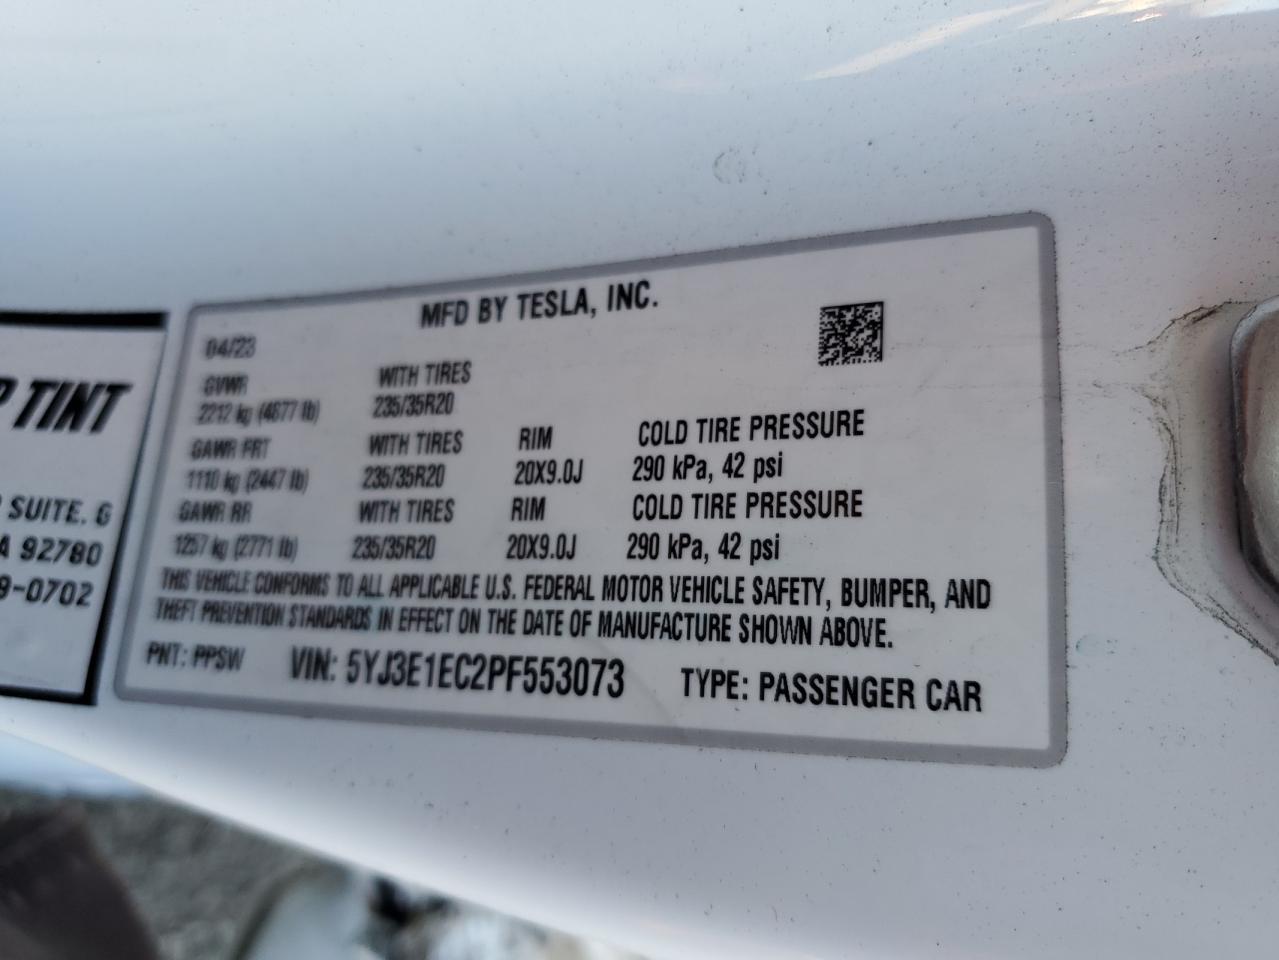 MFD BY TESLA, INC.
04/23
GVWR WITH TIRES
2212 kg (4877 lb) 235/35R20
GAWR FRT WITH TIRES RIM COLD TIRE PRESSURE
1110 kg (2447 lb) 235/35R20 20X9.0J 290 kPa, 42 psi
GAWR RR WITH TIRES RIM COLD TIRE PRESSURE
1257 kg (2771 lb) 235/35R20 20X9.0J 290 kPa, 42 psi
THIS VEHICLE CONFORMS TO ALL APPLICABLE U.S. FEDERAL MOTOR VEHICLE SAFETY, BUMPER, AND
THEFT PREVENTION STANDARDS IN EFFECT ON THE DATE OF MANUFACTURE SHOWN ABOVE.
PNT: PPSW VIN: 5YJ3E1EC2PF553073 TYPE: PASSENGER CAR
TINT
SUITE. G
A 92780
9-0702